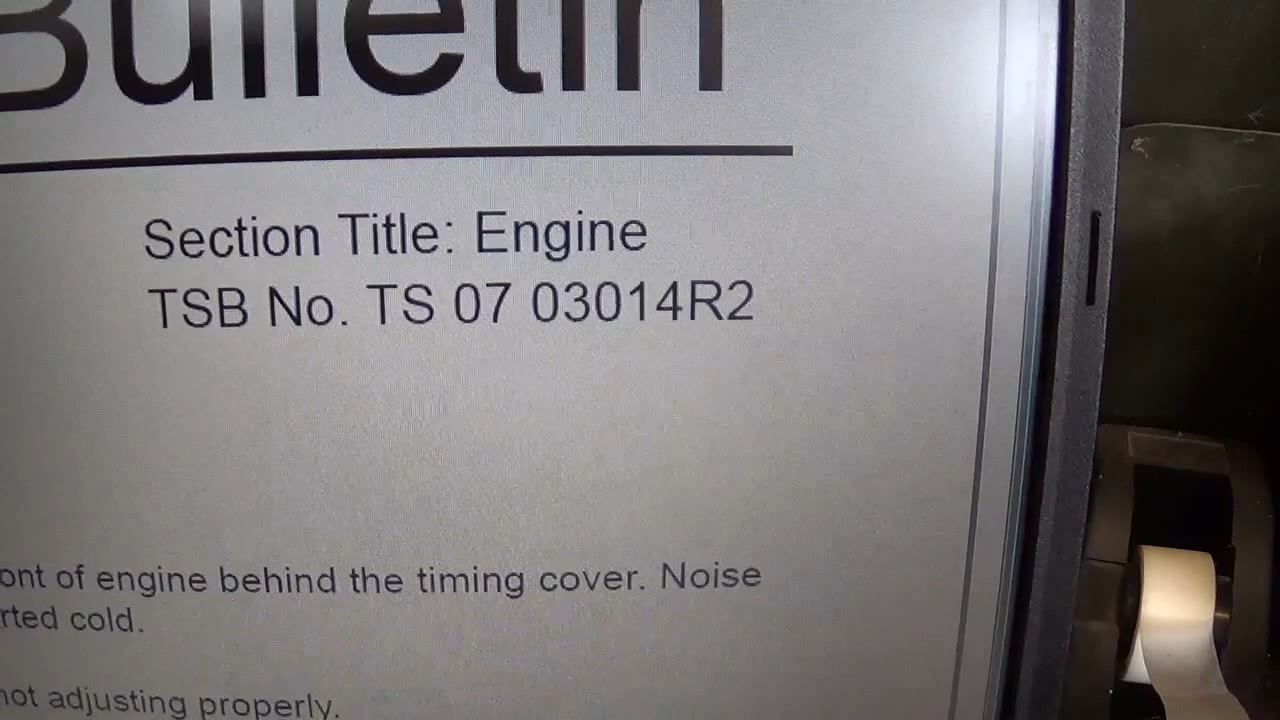 Bulletin
Section Title: Engine
TSB No. TS 07 03014R2
ont of engine behind the timing cover. Noise
rted cold.
not adjusting properly.